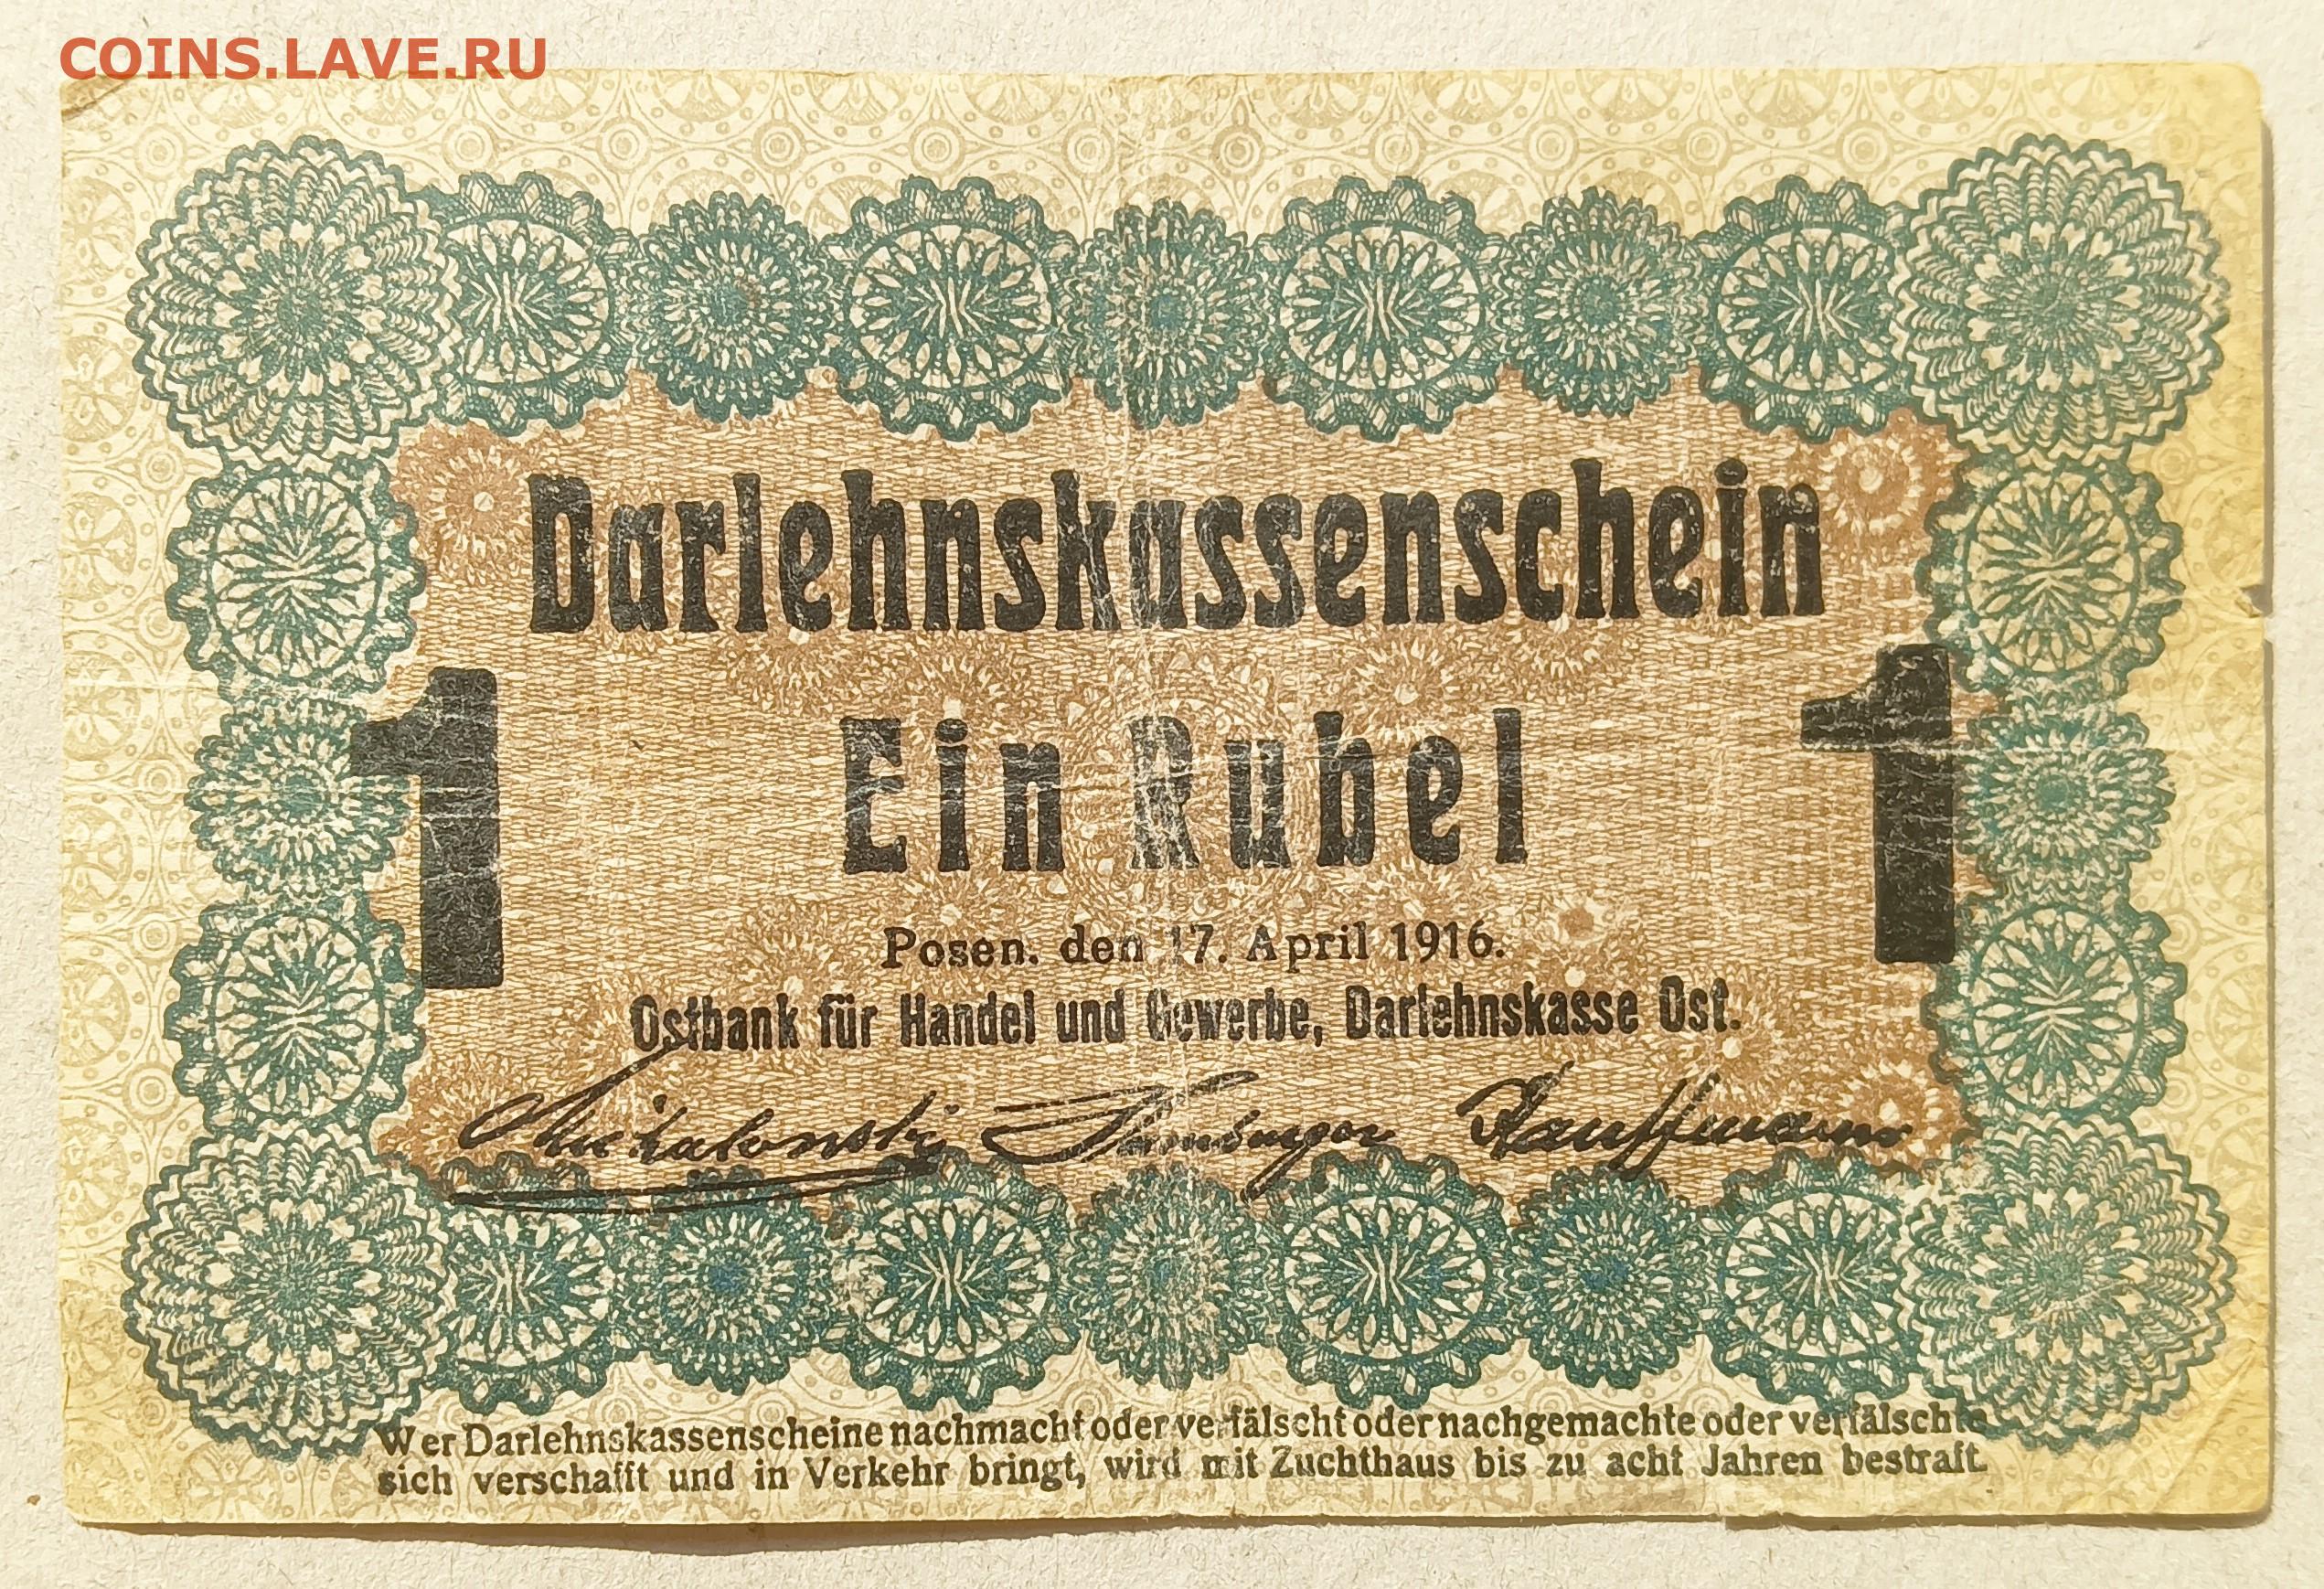 COINS.LAVE.RU
Darlehnskassenschein
1 Ein Rubel 1
Posen, den 17. April 1916.
Ostbank für Handel und Gewerbe, Darlehnskasse Ost.
Michalowski Kauffmann
Wer Darlehnskassenscheine nachmacht oder verfälscht oder nachgemachte oder verfälschte
sich verschafft und in Verkehr bringt, wird mit Zuchthaus bis zu acht Jahren bestraft.